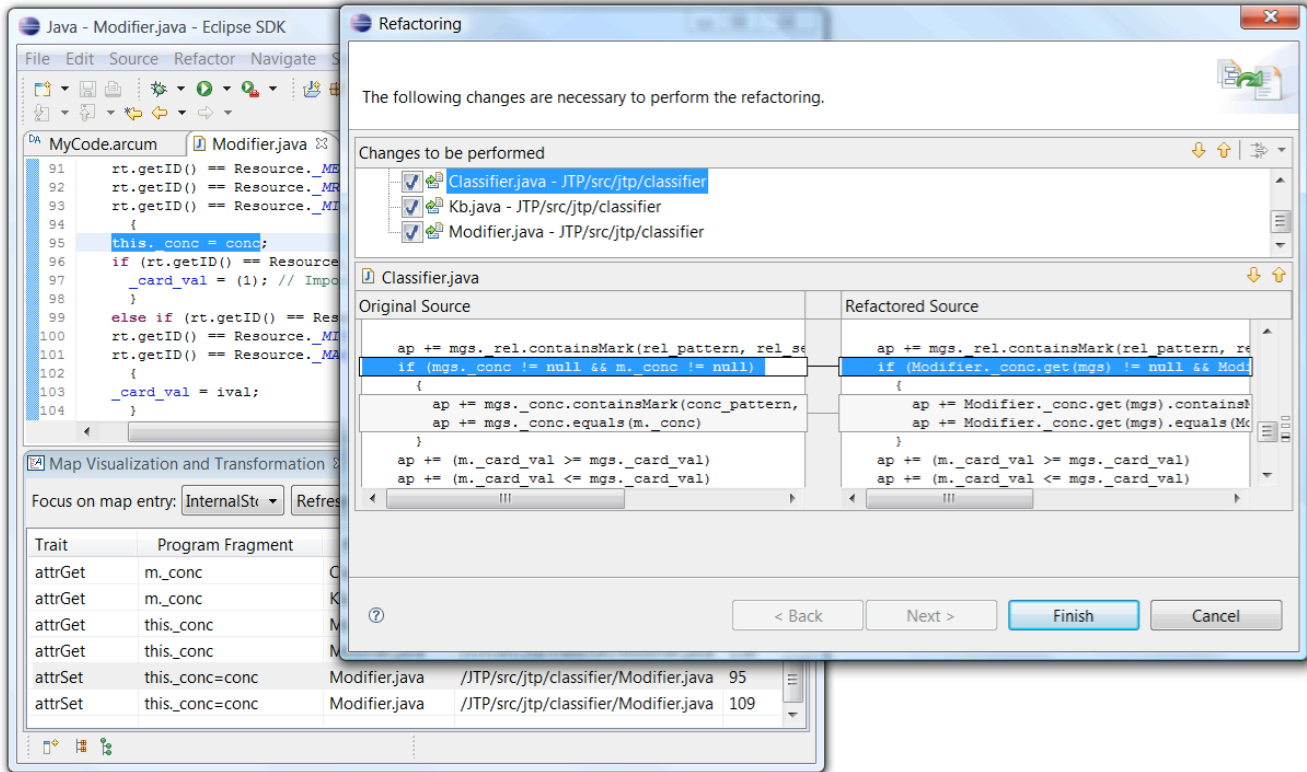 Java - Modifier.java - Eclipse SDK
File Edit Source Refactor Navigate
MyCode.arcum
Modifier.java
91 rt.getID() == Resource._ME
92 rt.getID() == Resource._MR
93 rt.getID() == Resource._MI
94 {
95 this._conc = conc;
96 if (rt.getID() == Resource
97 _card_val = (1); // Impo
98 }
99 else if (rt.getID() == Res
100 rt.getID() == Resource._MI
101 rt.getID() == Resource._MA
102 {
103 _card_val = ival;
104 }
Map Visualization and Transformation
Focus on map entry: InternalSt Refres
Trait Program Fragment
attrGet m._conc C
attrGet m._conc K
attrGet this._conc M
attrGet this._conc M
attrSet this._conc=conc Modifier.java /JTP/src/jtp/classifier/Modifier.java 95
attrSet this._conc=conc Modifier.java /JTP/src/jtp/classifier/Modifier.java 109
Refactoring
The following changes are necessary to perform the refactoring.
Changes to be performed
Classifier.java - JTP/src/jtp/classifier
Kb.java - JTP/src/jtp/classifier
Modifier.java - JTP/src/jtp/classifier
Classifier.java
Original Source
ap += mgs._rel.containsMark(rel_pattern, rel_se
if (mgs._conc != null && m._conc != null)
{
ap += mgs._conc.containsMark(conc_pattern,
ap += mgs._conc.equals(m._conc)
}
ap += (m._card_val >= mgs._card_val)
ap += (m._card_val <= mgs._card_val)
Refactored Source
ap += mgs._rel.containsMark(rel_pattern, re
if (Modifier._conc.get(mgs) != null && Modi
{
ap += Modifier._conc.get(mgs).containsM
ap += Modifier._conc.get(mgs).equals(Mo
}
ap += (m._card_val >= mgs._card_val)
ap += (m._card_val <= mgs._card_val)
< Back Next > Finish Cancel